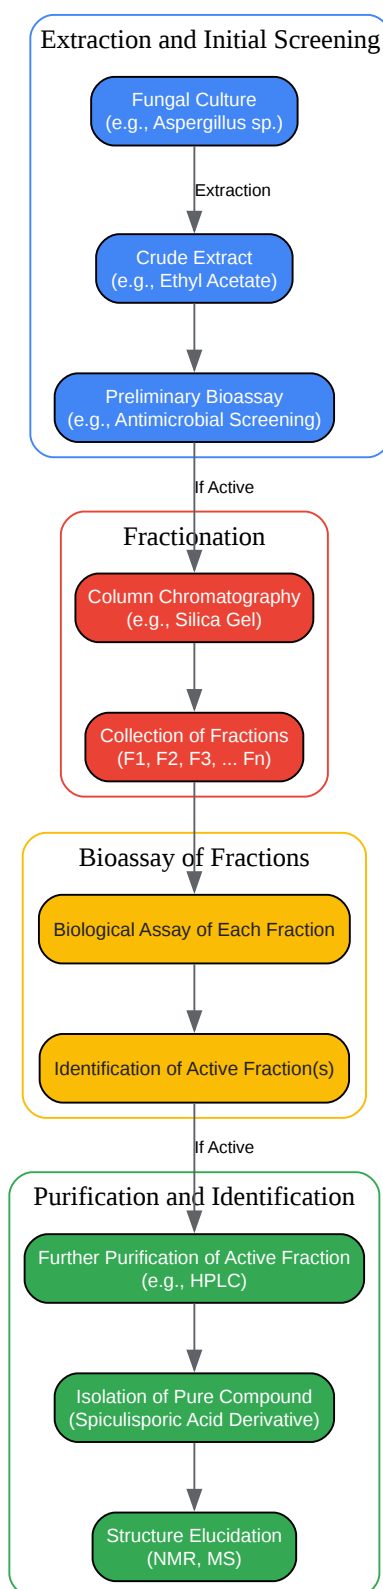 Extraction and Initial Screening
Fungal Culture
(e.g., Aspergillus sp.)
Extraction
Crude Extract
(e.g., Ethyl Acetate)
Preliminary Bioassay
(e.g., Antimicrobial Screening)
If Active
Fractionation
Column Chromatography
(e.g., Silica Gel)
Collection of Fractions
(F1, F2, F3, ... Fn)
Bioassay of Fractions
Biological Assay of Each Fraction
Identification of Active Fraction(s)
If Active
Purification and Identification
Further Purification of Active Fraction
(e.g., HPLC)
Isolation of Pure Compound
(Spiculisporic Acid Derivative)
Structure Elucidation
(NMR, MS)